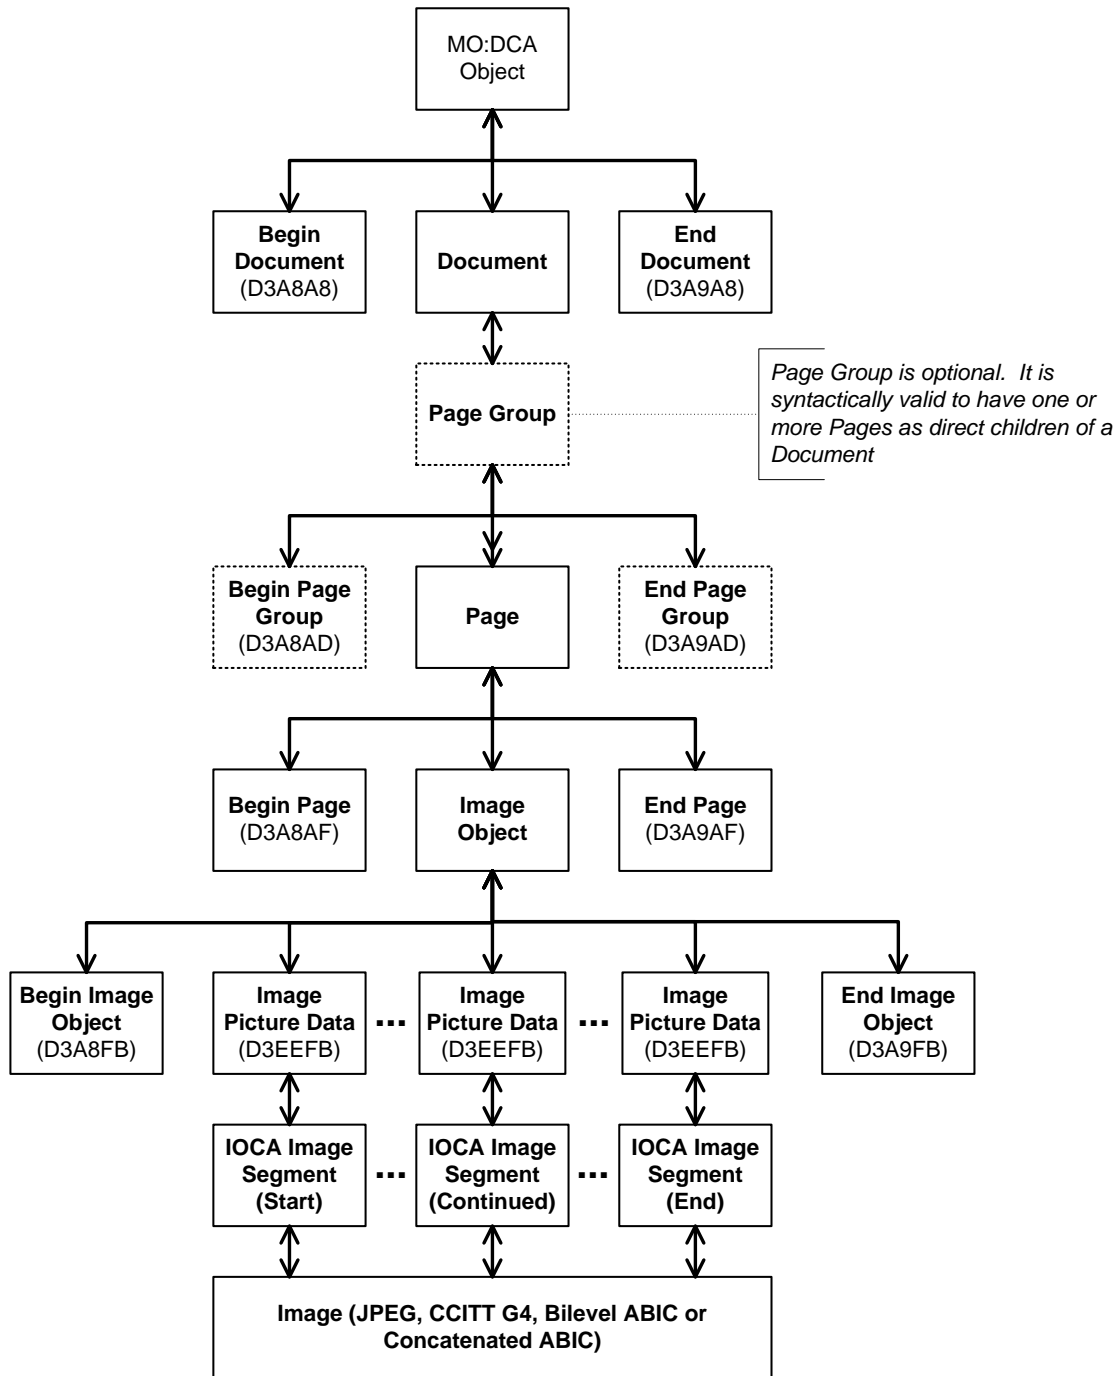 MO:DCA
Object
Begin
Document
(D3A8A8)
Document
End
Document
(D3A9A8)
Page Group
Page Group is optional.  It is
syntactically valid to have one or
more Pages as direct children of a
Document
Begin Page
Group
(D3A8AD)
Page
End Page
Group
(D3A9AD)
Begin Page
(D3A8AF)
Image
Object
End Page
(D3A9AF)
Begin Image
Object
(D3A8FB)
Image
Picture Data
(D3EEFB)
...
Image
Picture Data
(D3EEFB)
...
Image
Picture Data
(D3EEFB)
End Image
Object
(D3A9FB)
IOCA Image
Segment
(Start)
...
IOCA Image
Segment
(Continued)
...
IOCA Image
Segment
(End)
Image (JPEG, CCITT G4, Bilevel ABIC or
Concatenated ABIC)